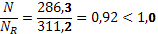 N/N_R = 286,3/311,2 = 0,92 < 1,0